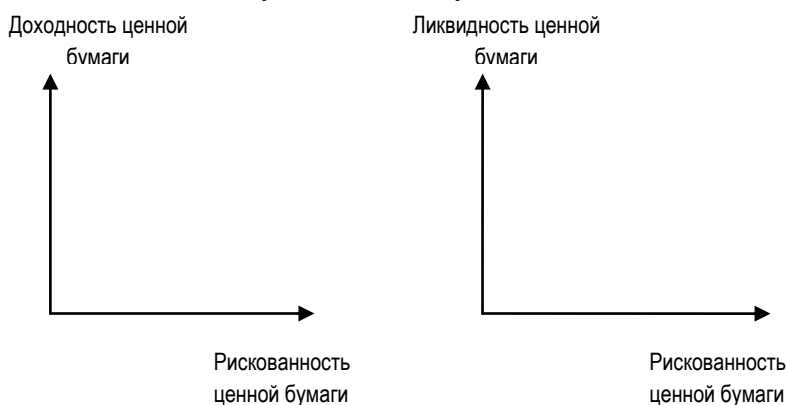 Доходность ценной
бумаги
Ликвидность ценной
бумаги
Рискованность
ценной бумаги
Рискованность
ценной бумаги